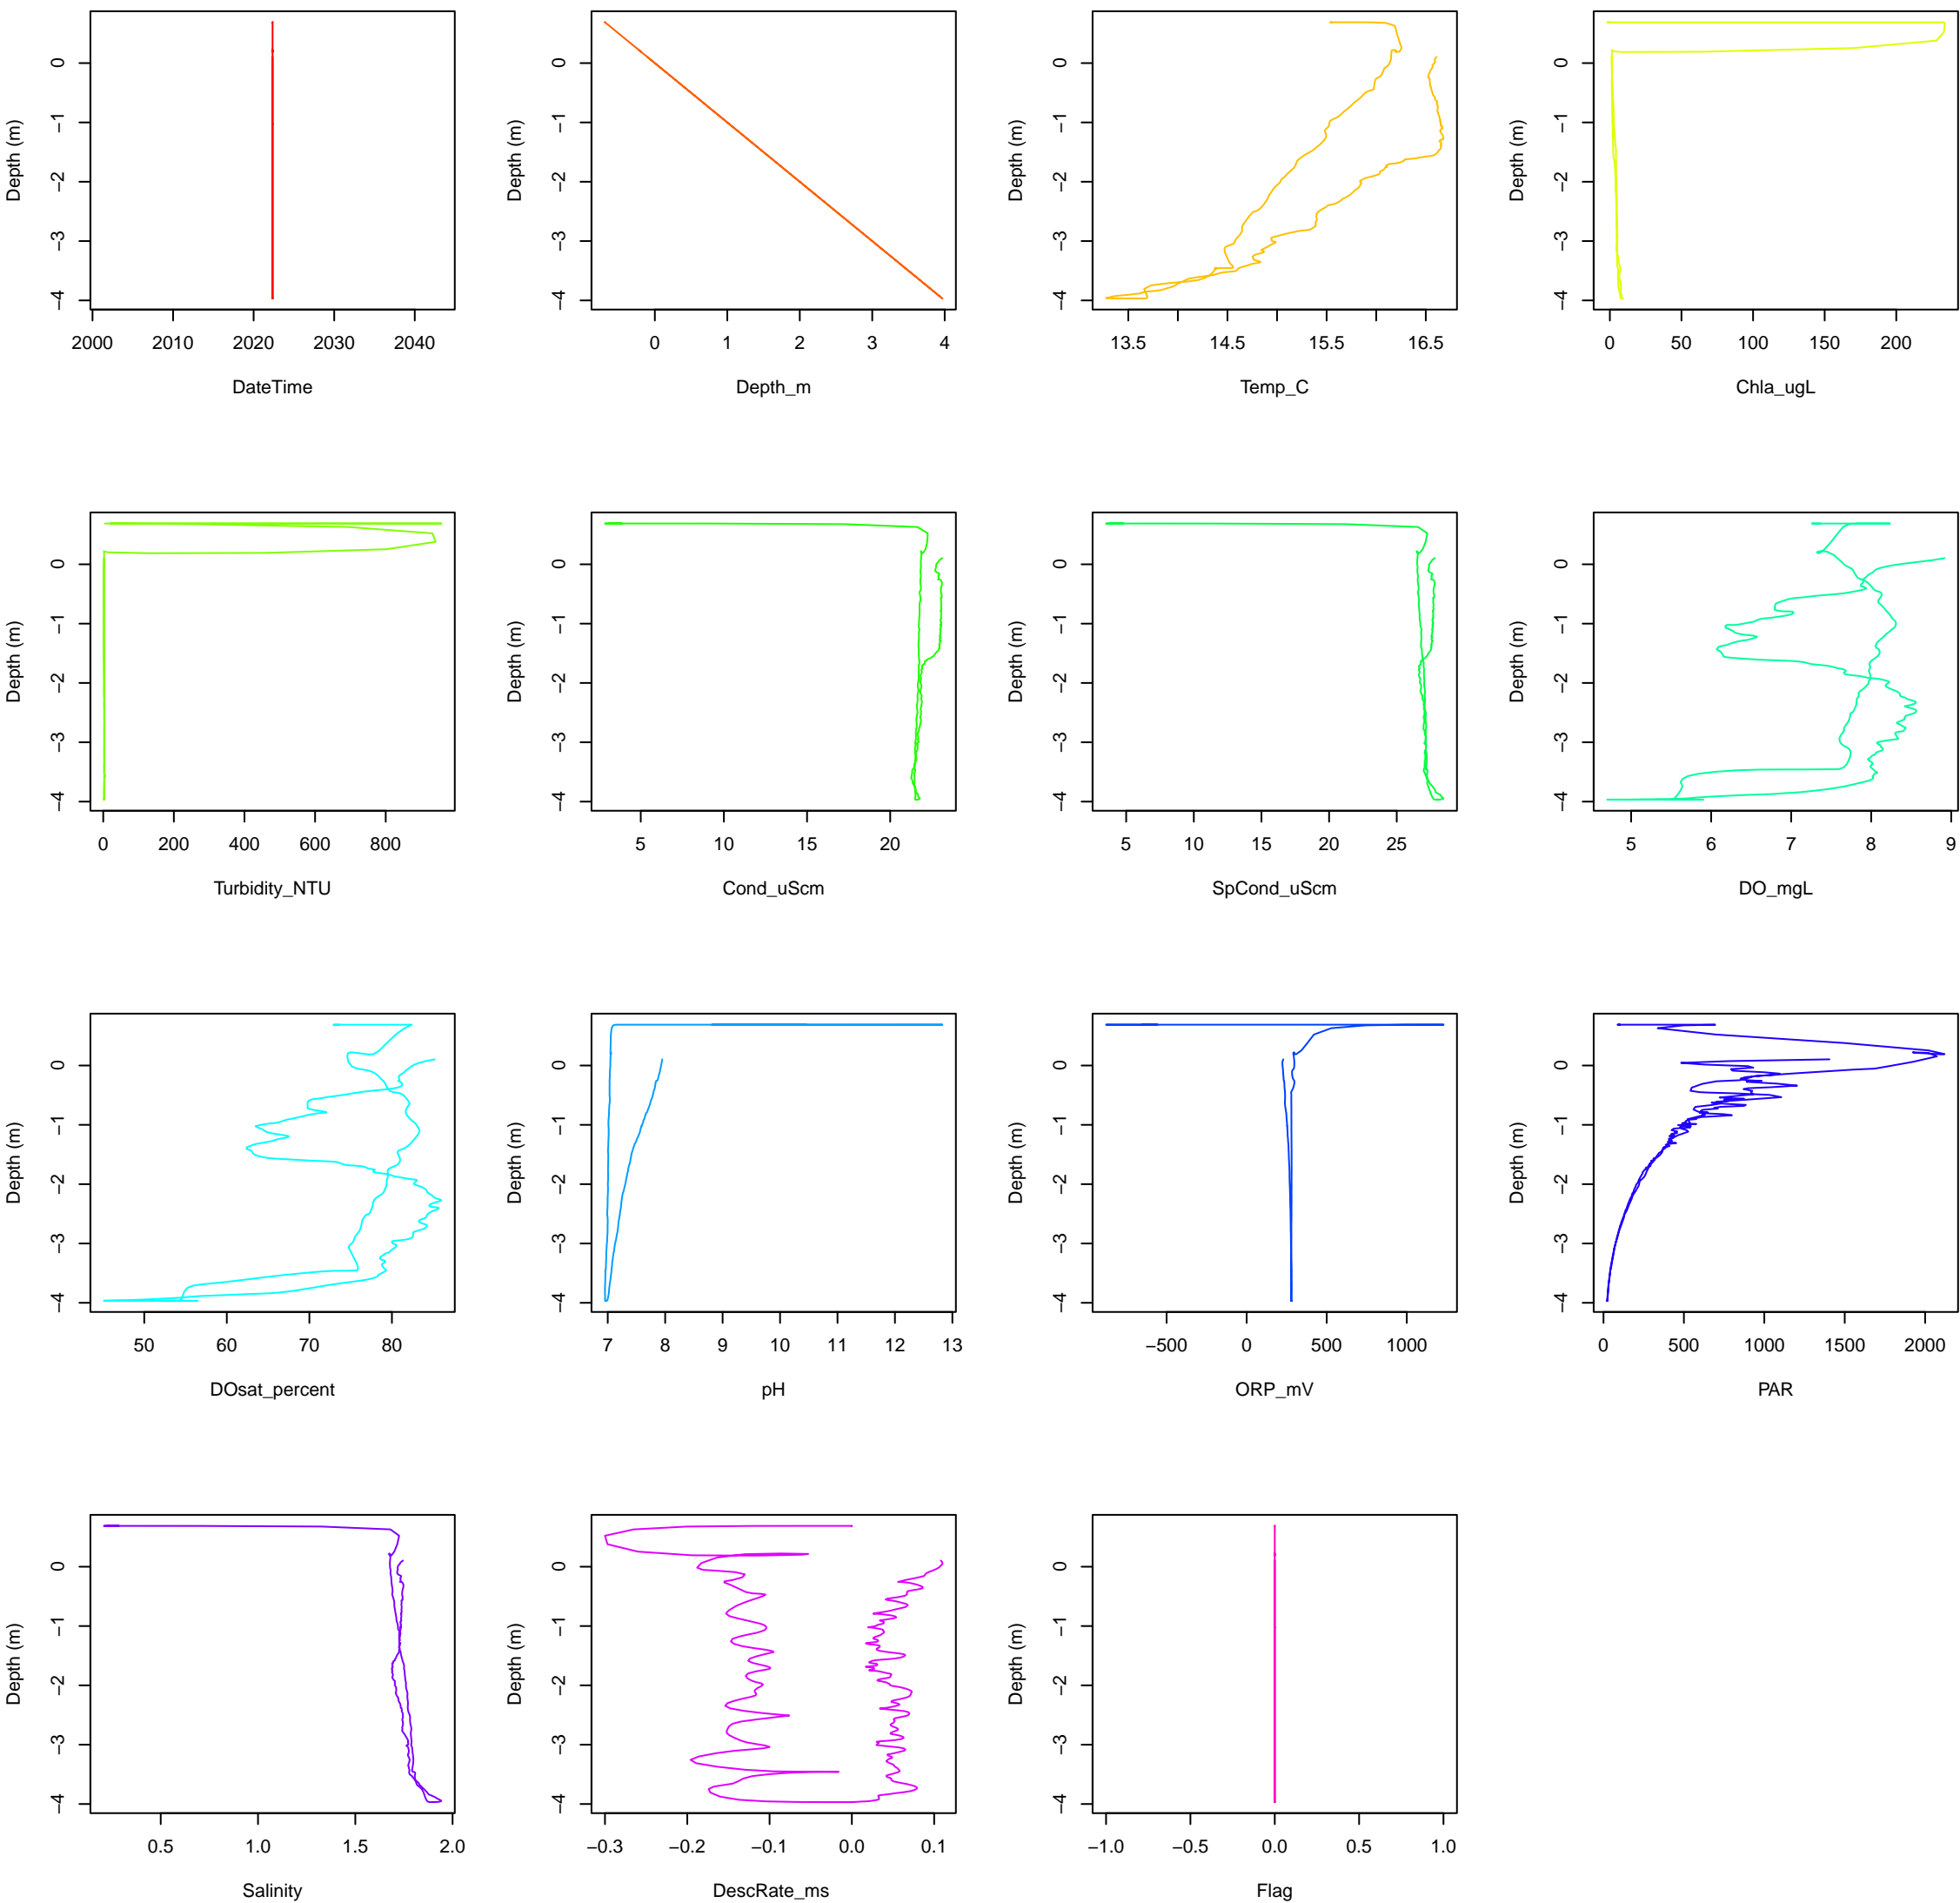 Depth (m)
0
−1
−2
−3
−4
2000 2010 2020 2030 2040
DateTime
Depth (m)
0
−1
−2
−3
−4
0 1 2 3 4
Depth_m
Depth (m)
0
−1
−2
−3
−4
13.5 14.5 15.5 16.5
Temp_C
Depth (m)
0
−1
−2
−3
−4
0 50 100 150 200
Chla_ugL
Depth (m)
0
−1
−2
−3
−4
0 200 400 600 800
Turbidity_NTU
Depth (m)
0
−1
−2
−3
−4
5 10 15 20
Cond_uScm
Depth (m)
0
−1
−2
−3
−4
5 10 15 20 25
SpCond_uScm
Depth (m)
0
−1
−2
−3
−4
5 6 7 8 9
DO_mgL
Depth (m)
0
−1
−2
−3
−4
50 60 70 80
DOsat_percent
Depth (m)
0
−1
−2
−3
−4
7 8 9 10 11 12 13
pH
Depth (m)
0
−1
−2
−3
−4
−500 0 500 1000
ORP_mV
Depth (m)
0
−1
−2
−3
−4
0 500 1000 1500 2000
PAR
Depth (m)
0
−1
−2
−3
−4
0.5 1.0 1.5 2.0
Salinity
Depth (m)
0
−1
−2
−3
−4
−0.3 −0.2 −0.1 0.0 0.1
DescRate_ms
Depth (m)
0
−1
−2
−3
−4
−1.0 −0.5 0.0 0.5 1.0
Flag